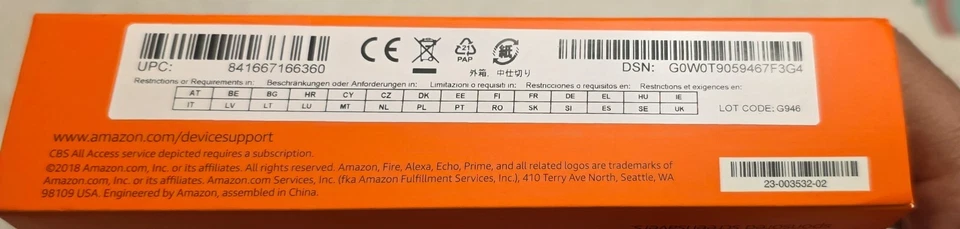 CE
21
PAP
紙
外箱、中仕切り
UPC: 841667166360
DSN: G0W0T9059467F3G4
Restrictions or Requirements in: Beschränkungen oder Anforderungen in: Limitazioni o requisiti in: Restricciones o requisitos en: Restrictions et exigences en:
AT BE BG HR CY CZ DK EE FI FR DE EL HU IE
IT LV LT LU MT NL PL PT RO SK SI ES SE UK
LOT CODE: G946
www.amazon.com/devicesupport
CBS All Access service depicted requires a subscription.
©2018 Amazon.com, Inc. or its affiliates. All rights reserved. Amazon, Fire, Alexa, Echo, Prime, and all related logos are trademarks of
Amazon.com, Inc. or its affiliates. Amazon.com Services, Inc. (fka Amazon Fulfillment Services, Inc.), 410 Terry Ave North, Seattle, WA
98109 USA. Engineered by Amazon, assembled in China.
23-003532-02